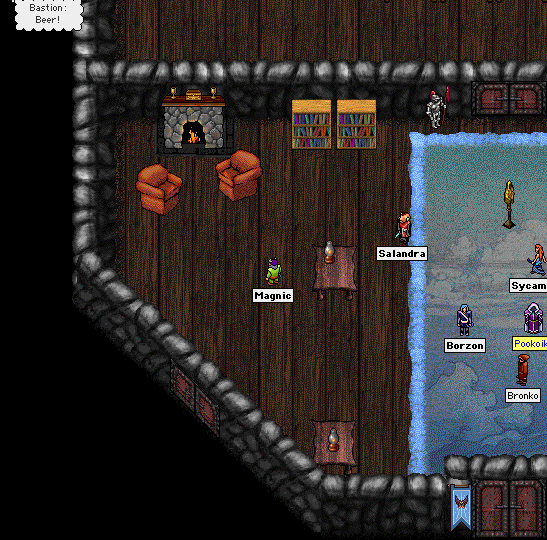 Bastion:
Beer!
Salandra
Sycam
Magnic
Borzon
Pookoik
Bronko